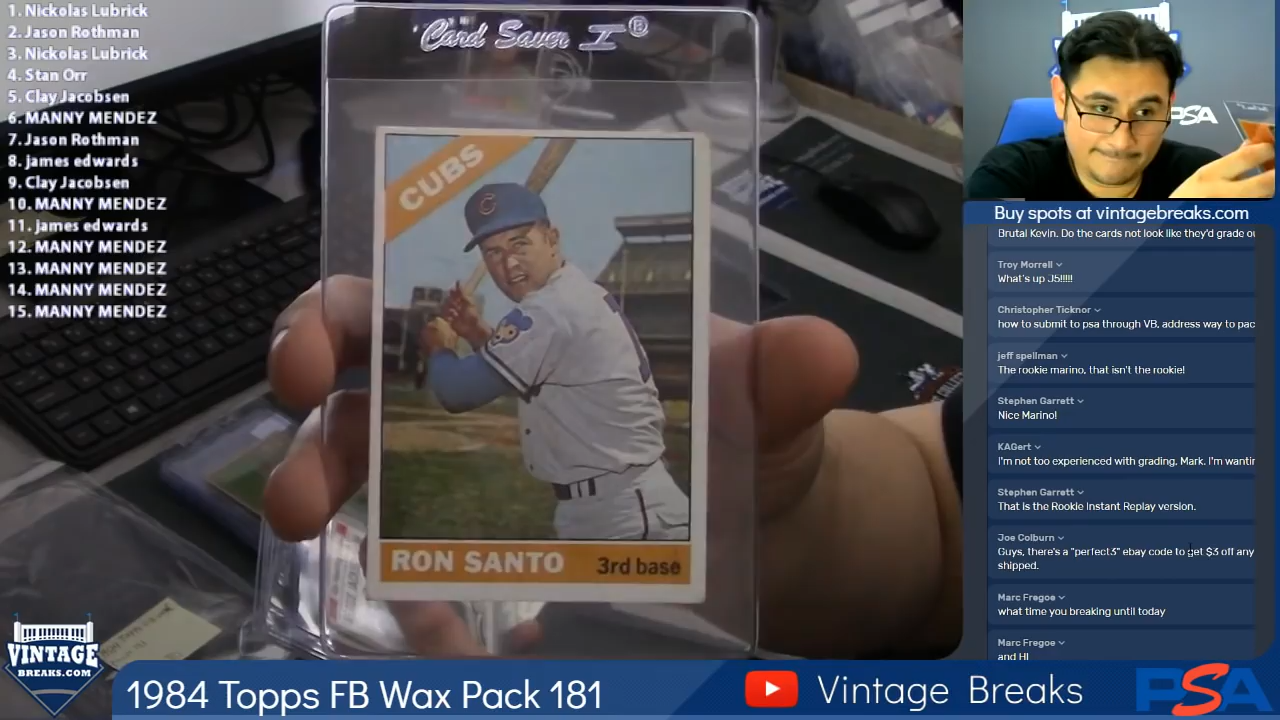 1. Nickolas Lubrick
2. Jason Rothman
3. Nickolas Lubrick
4. Stan Orr
5. Clay Jacobsen
6. MANNY MENDEZ
7. Jason Rothman
8. james edwards
9. Clay Jacobsen
10. MANNY MENDEZ
11. james edwards
12. MANNY MENDEZ
13. MANNY MENDEZ
14. MANNY MENDEZ
15. MANNY MENDEZ
Card Saver I®
CUBS
C
RON SANTO 3rd base
PSA
Buy spots at vintagebreaks.com
Brutal Kevin. Do the cards not look like they'd grade
Troy Morrell
What's up J5!!!!!
Christopher Ticknor
how to submit to psa through VB, address way to
jeff spellman
The rookie marino, that isn't the rookie!
Stephen Garrett
Nice Marino!
KAGert
I'm not too experienced with grading, Mark. I'm
Stephen Garrett
That is the Rookie Instant Replay version.
Joe Colburn
Guys, there's a "perfect3" ebay code to get $3 off any
shipped.
Marc Fregoe
what time you breaking until today
Marc Fregoe
and HI
VINTAGE
BREAKS.COM
1984 Topps FB Wax Pack 181
Vintage Breaks
PSA